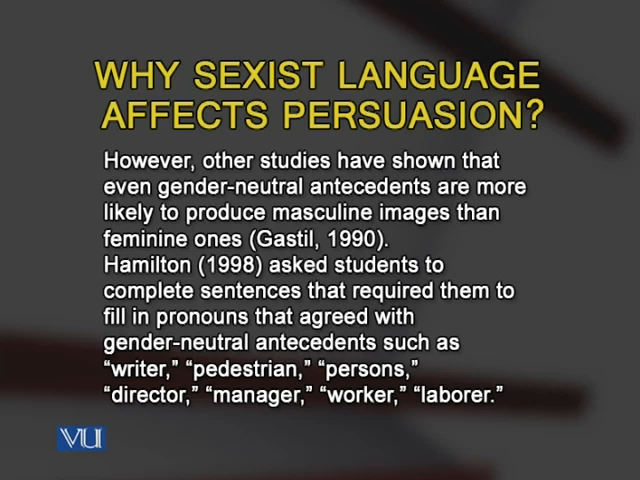 WHY SEXIST LANGUAGE
AFFECTS PERSUASION?
However, other studies have shown that
even gender-neutral antecedents are more
likely to produce masculine images than
feminine ones (Gastil, 1990).
Hamilton (1998) asked students to
complete sentences that required them to
fill in pronouns that agreed with
gender-neutral antecedents such as
“writer,” “pedestrian,” “persons,”
“director,” “manager,” “worker,” “laborer.”
VU